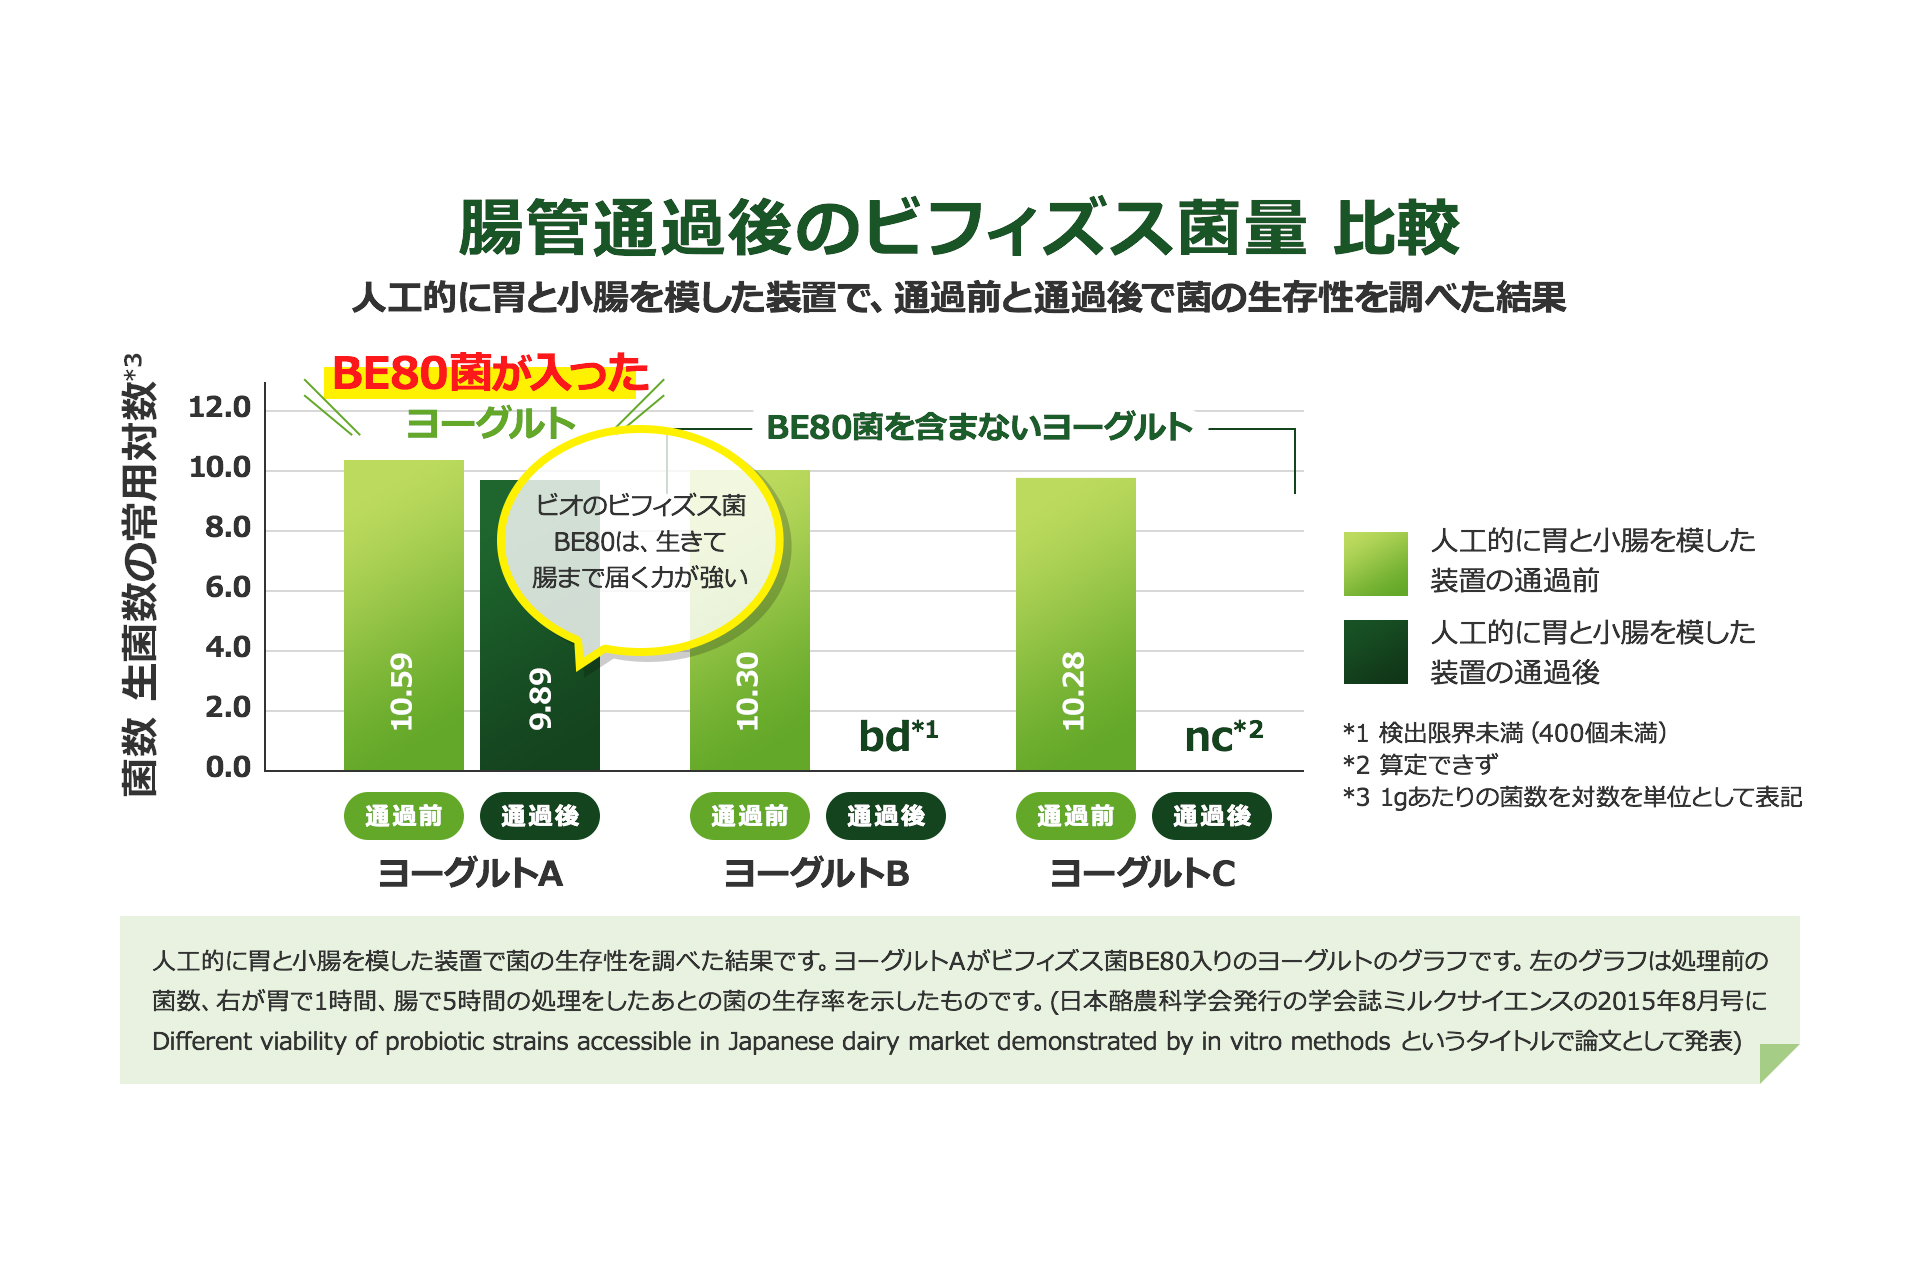 腸管通過後のビフィズス菌量 比較
人工的に胃と小腸を模した装置で、通過前と通過後で菌の生存性を調べた結果
菌数 生菌数の常用対数*3
BE80菌が入った
ヨーグルト
BE80菌を含まないヨーグルト
12.0
10.0
8.0
6.0
4.0
2.0
0.0
ビオのビフィズス菌
BE80は、生きて
腸まで届く力が強い
10.59
9.89
10.30
bd*1
10.28
nc*2
通過前
通過後
通過前
通過後
通過前
通過後
ヨーグルトA
ヨーグルトB
ヨーグルトC
人工的に胃と小腸を模した
装置の通過前
人工的に胃と小腸を模した
装置の通過後
*1 検出限界未満（400個未満）
*2 算定できず
*3 1gあたりの菌数を対数を単位として表記
人工的に胃と小腸を模した装置で菌の生存性を調べた結果です。ヨーグルトAがビフィズス菌BE80入りのヨーグルトのグラフです。左のグラフは処理前の
菌数、右が胃で1時間、腸で5時間の処理をしたあとの菌の生存率を示したものです。(日本酪農科学会発行の学会誌ミルクサイエンスの2015年8月号に
Different viability of probiotic strains accessible in Japanese dairy market demonstrated by in vitro methods というタイトルで論文として発表)